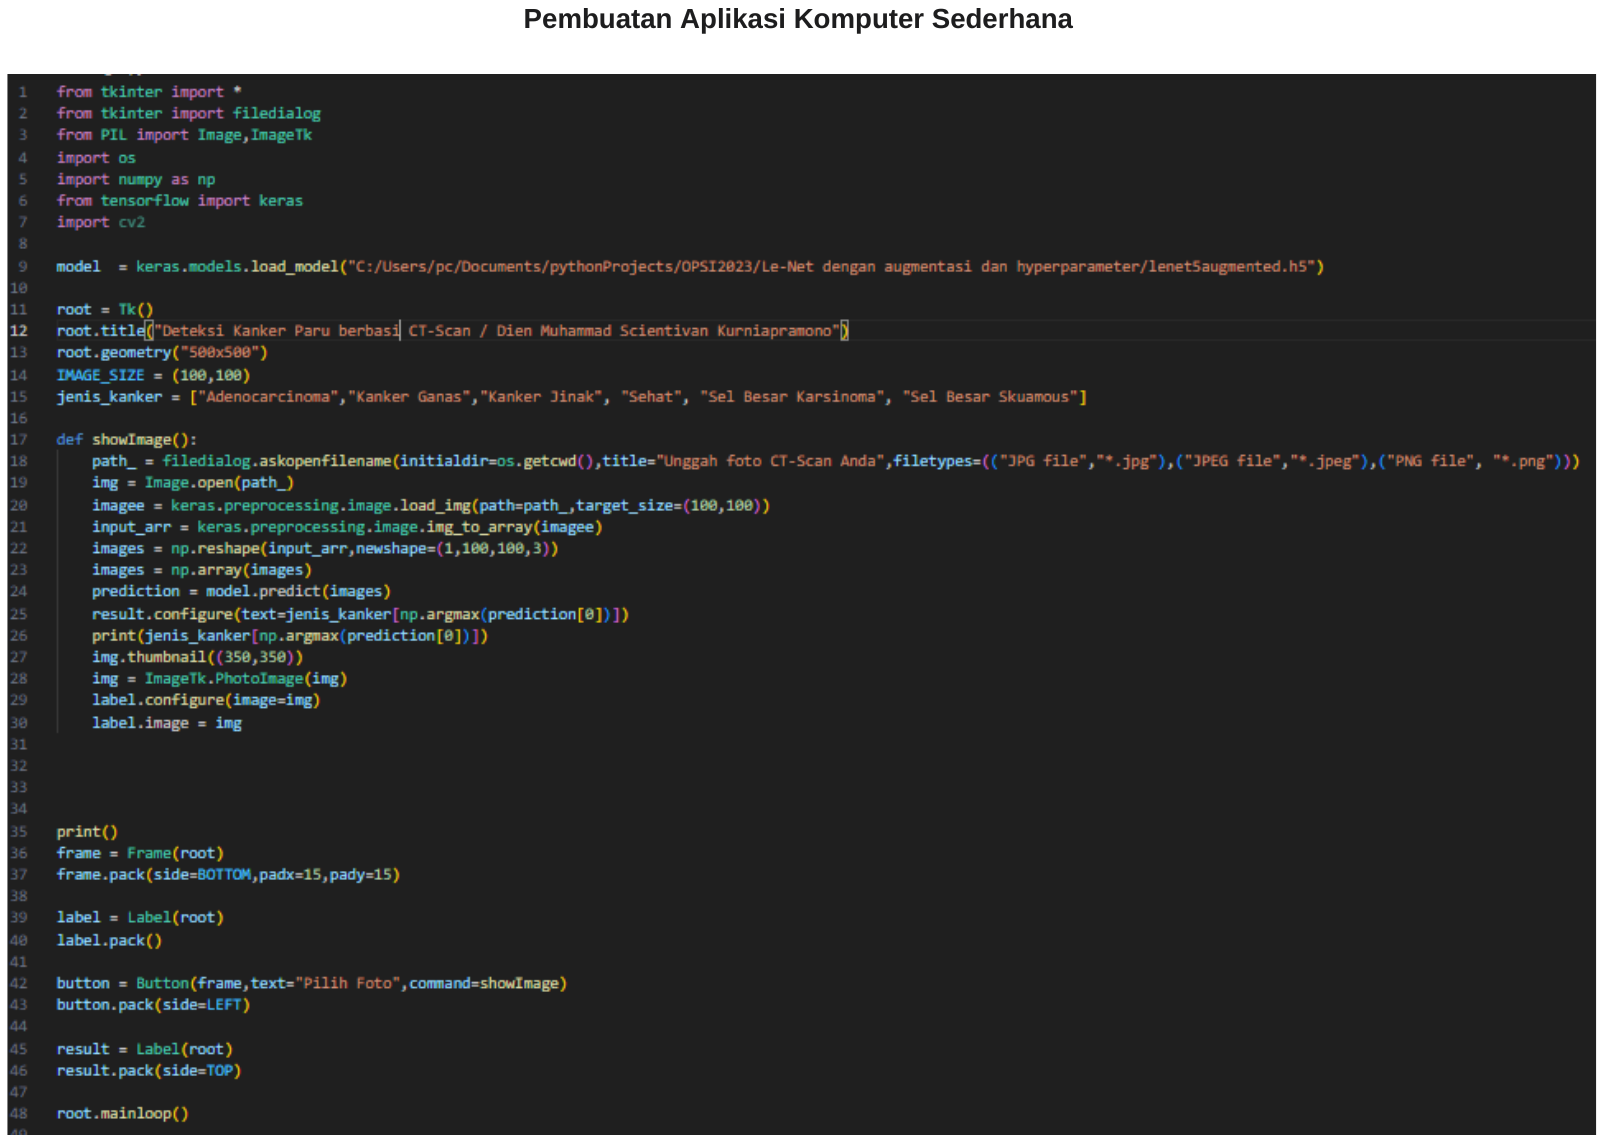 Pembuatan Aplikasi Komputer Sederhana
1 from tkinter import *
2 from tkinter import filedialog
3 from PIL import Image,ImageTk
4 import os
5 import numpy as np
6 from tensorflow import keras
7 import cv2
8
9 model  = keras.models.load_model("C:/Users/pc/Documents/pythonProjects/OPSI2023/Le-Net dengan augmentasi dan hyperparameter/lenet5augmented.h5")
10
11 root = Tk()
12 root.title("Deteksi Kanker Paru berbasi CT-Scan / Dien Muhammad Scientivan Kurniapramono")
13 root.geometry("500x500")
14 IMAGE_SIZE = (100,100)
15 jenis_kanker = ["Adenocarcinoma","Kanker Ganas","Kanker Jinak", "Sehat", "Sel Besar Karsinoma", "Sel Besar Skuamous"]
16
17 def showImage():
18     path_ = filedialog.askopenfilename(initialdir=os.getcwd(),title="Unggah foto CT-Scan Anda",filetypes=(("JPG file","*.jpg"),("JPEG file","*.jpeg"),("PNG file", "*.png")))
19     img = Image.open(path_)
20     imagee = keras.preprocessing.image.load_img(path=path_,target_size=(100,100))
21     input_arr = keras.preprocessing.image.img_to_array(imagee)
22     images = np.reshape(input_arr,newshape=(1,100,100,3))
23     images = np.array(images)
24     prediction = model.predict(images)
25     result.configure(text=jenis_kanker[np.argmax(prediction[0])])
26     print(jenis_kanker[np.argmax(prediction[0])])
27     img.thumbnail((350,350))
28     img = ImageTk.PhotoImage(img)
29     label.configure(image=img)
30     label.image = img
31
32
33
34
35 print()
36 frame = Frame(root)
37 frame.pack(side=BOTTOM,padx=15,pady=15)
38
39 label = Label(root)
40 label.pack()
41
42 button = Button(frame,text="Pilih Foto",command=showImage)
43 button.pack(side=LEFT)
44
45 result = Label(root)
46 result.pack(side=TOP)
47
48 root.mainloop()